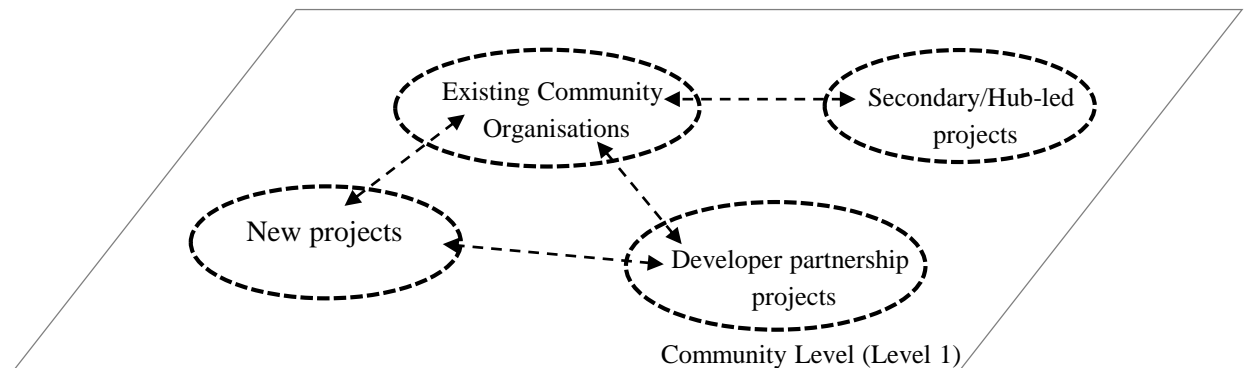 Existing Community
Organisations
Secondary/Hub-led
projects
New projects
Developer partnership
projects
Community Level (Level 1)